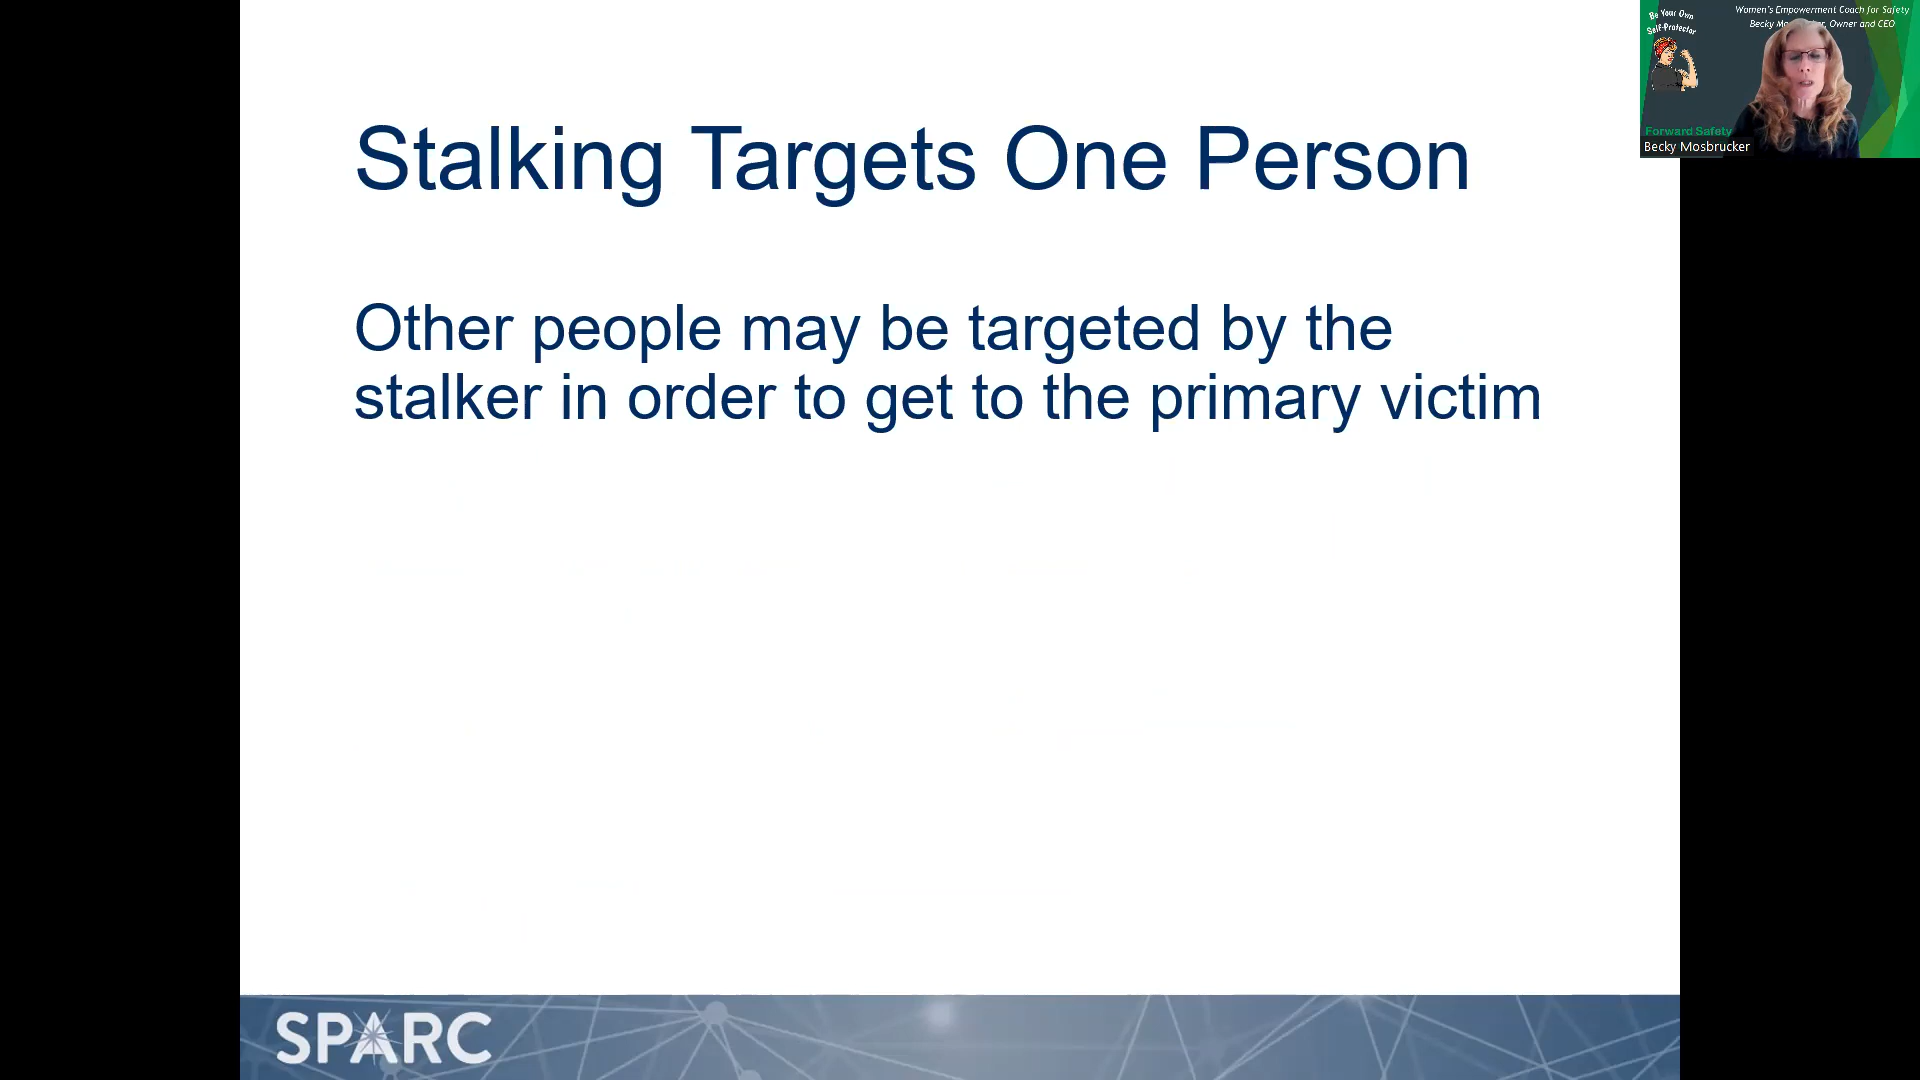 Stalking Targets One Person
Other people may be targeted by the
stalker in order to get to the primary victim
SPARC
Be Your Own
Self-Protector
Women's Empowerment Coach for Safety
Becky Owner and CEO
Forward Safety
Becky Mosbrucker